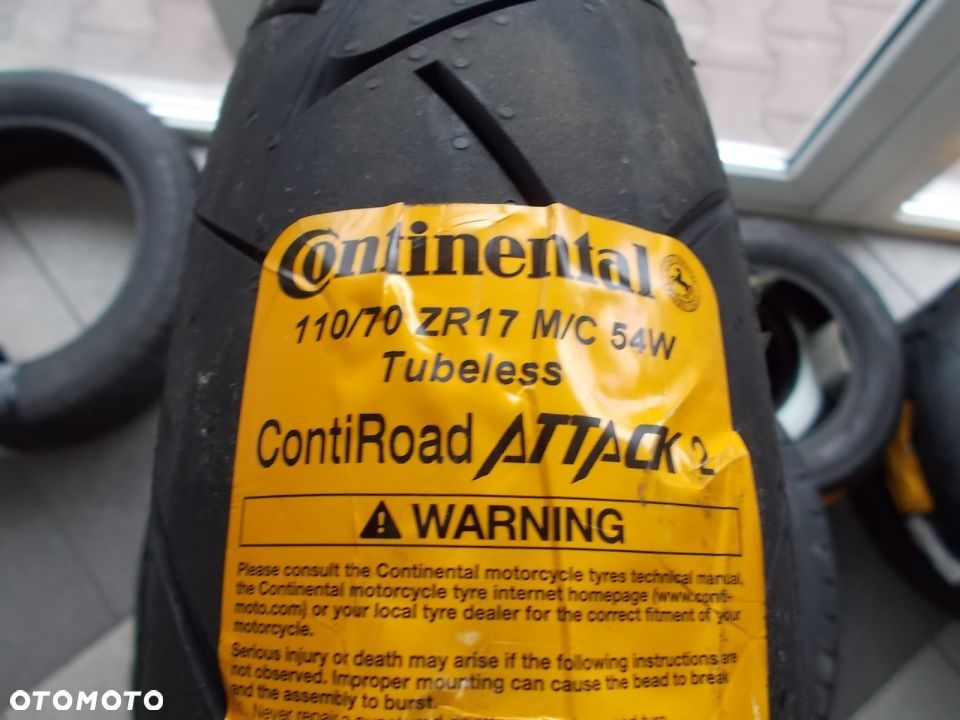 Continental
110/70 ZR17 M/C 54W
Tubeless
ContiRoad ATTACK 2
WARNING
Please consult the Continental motorcycle tyres technical manual,
the Continental motorcycle tyre internet homepage (www.conti-
moto.com) or your local tyre dealer for the correct fitment of your
motorcycle.
Serious injury or death may arise if the following instructions are
not observed. Improper mounting can cause the bead to break
and the assembly to burst.
Never repair a
OTOMOTO